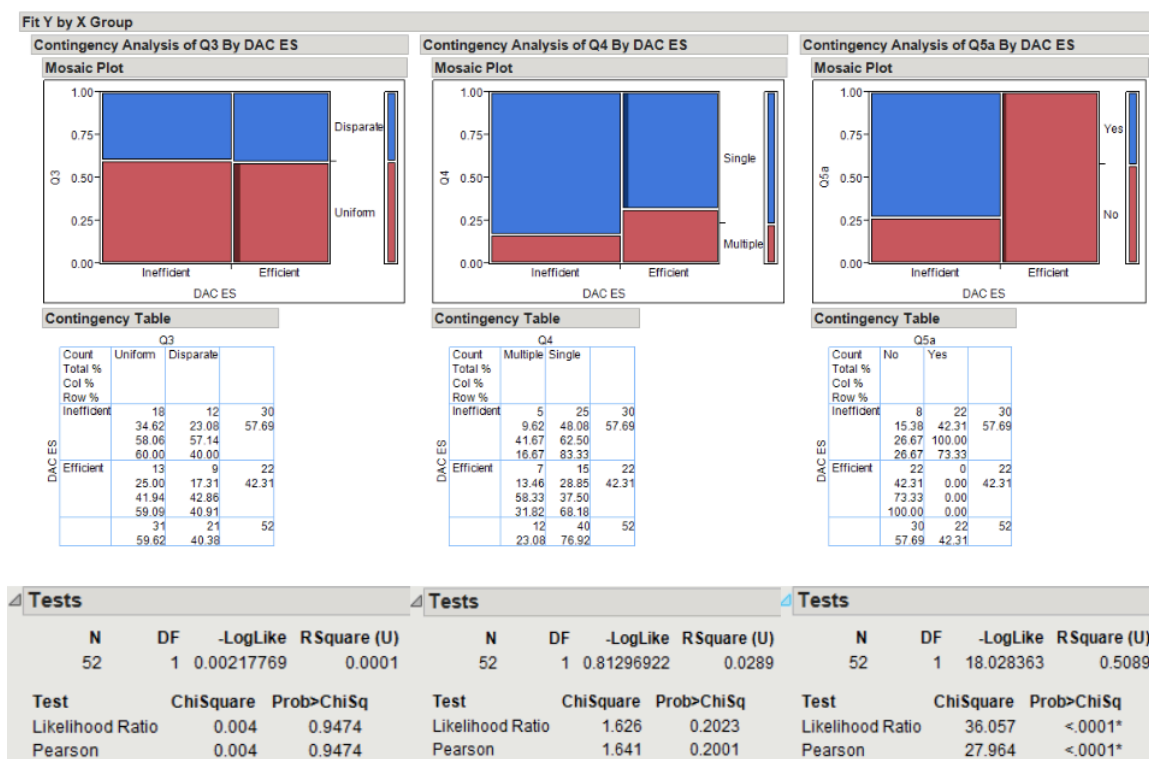 Fit Y by X Group
Contingency Analysis of Q3 By DAC ES
Mosaic Plot
1.00
0.75
0.50
0.25
0.00
Q3
Disparate
Uniform
Inefficient Efficient
DAC ES
Contingency Table
Q3
Count Uniform Disparate
Total %
Col %
Row %
DAC ES
Inefficient 18 12 30
34.62 23.08 57.69
58.06 57.14
60.00 40.00
Efficient 13 9 22
25.00 17.31 42.31
41.94 42.86
59.09 40.91
31 21 52
59.62 40.38
Contingency Analysis of Q4 By DAC ES
Mosaic Plot
1.00
0.75
0.50
0.25
0.00
Q4
Single
Multiple
Inefficient Efficient
DAC ES
Contingency Table
Q4
Count Multiple Single
Total %
Col %
Row %
DAC ES
Inefficient 5 25 30
9.62 48.08 57.69
41.67 62.50
16.67 83.33
Efficient 7 15 22
13.46 28.85 42.31
58.33 37.50
31.82 68.18
12 40 52
23.08 76.92
Contingency Analysis of Q5a By DAC ES
Mosaic Plot
1.00
0.75
0.50
0.25
0.00
Q5a
Yes
No
Inefficient Efficient
DAC ES
Contingency Table
Q5a
Count No Yes
Total %
Col %
Row %
DAC ES
Inefficient 8 22 30
15.38 42.31 57.69
26.67 100.00
26.67 73.33
Efficient 22 0 22
42.31 0.00 42.31
73.33 0.00
100.00 0.00
30 22 52
57.69 42.31
Tests
N DF -LogLike RSquare (U)
52 1 0.00217769 0.0001
Test ChiSquare Prob>ChiSq
Likelihood Ratio 0.004 0.9474
Pearson 0.004 0.9474
Tests
N DF -LogLike RSquare (U)
52 1 0.81296922 0.0289
Test ChiSquare Prob>ChiSq
Likelihood Ratio 1.626 0.2023
Pearson 1.641 0.2001
Tests
N DF -LogLike RSquare (U)
52 1 18.028363 0.5089
Test ChiSquare Prob>ChiSq
Likelihood Ratio 36.057 <.0001*
Pearson 27.964 <.0001*